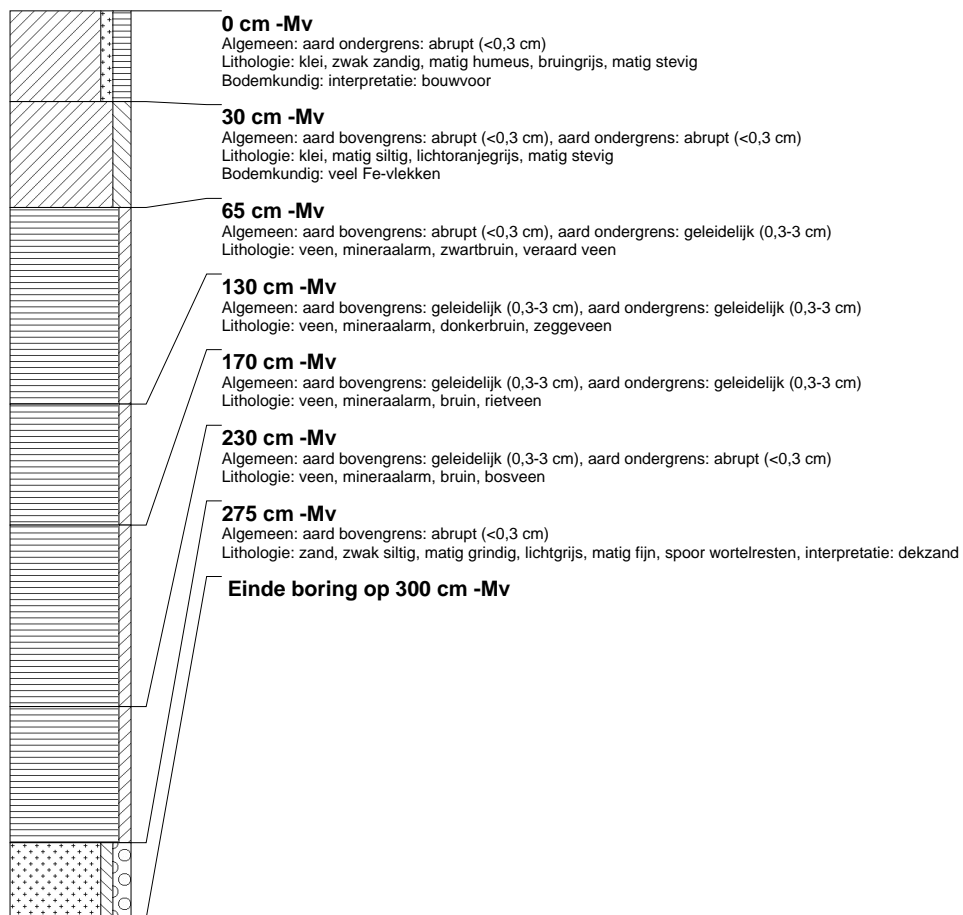 0 cm -Mv
Algemeen: aard ondergrens: abrupt (<0,3 cm)
Lithologie: klei, zwak zandig, matig humeus, bruingrijs, matig stevig
Bodemkundig: interpretatie: bouwvoor
30 cm -Mv
Algemeen: aard bovengrens: abrupt (<0,3 cm), aard ondergrens: abrupt (<0,3 cm)
Lithologie: klei, matig siltig, lichtoranjegrijs, matig stevig
Bodemkundig: veel Fe-vlekken
65 cm -Mv
Algemeen: aard bovengrens: abrupt (<0,3 cm), aard ondergrens: geleidelijk (0,3-3 cm)
Lithologie: veen, mineraalarm, zwartbruin, veraard veen
130 cm -Mv
Algemeen: aard bovengrens: geleidelijk (0,3-3 cm), aard ondergrens: geleidelijk (0,3-3 cm)
Lithologie: veen, mineraalarm, donkerbruin, zeggeveen
170 cm -Mv
Algemeen: aard bovengrens: geleidelijk (0,3-3 cm), aard ondergrens: geleidelijk (0,3-3 cm)
Lithologie: veen, mineraalarm, bruin, rietveen
230 cm -Mv
Algemeen: aard bovengrens: geleidelijk (0,3-3 cm), aard ondergrens: abrupt (<0,3 cm)
Lithologie: veen, mineraalarm, bruin, bosveen
275 cm -Mv
Algemeen: aard bovengrens: abrupt (<0,3 cm)
Lithologie: zand, zwak siltig, matig grindig, lichtgrijs, matig fijn, spoor wortelresten, interpretatie: dekzand
Einde boring op 300 cm -Mv